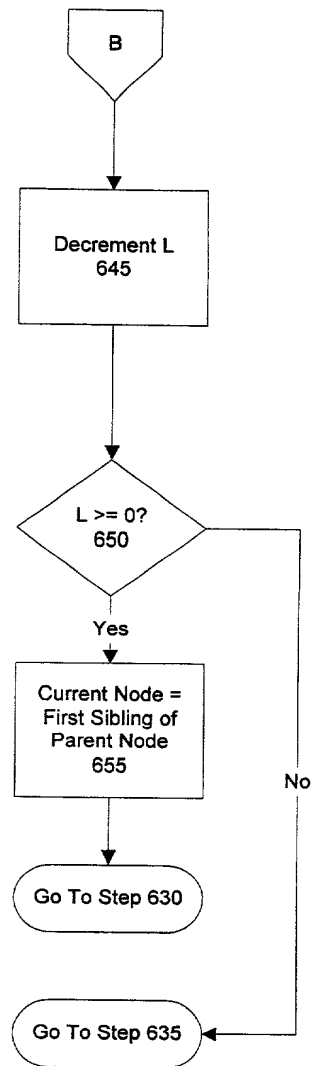 B
Decrement L
645
L >= 0?
650
Yes
Current Node =
First Sibling of
Parent Node
655
No
Go To Step 630
Go To Step 635